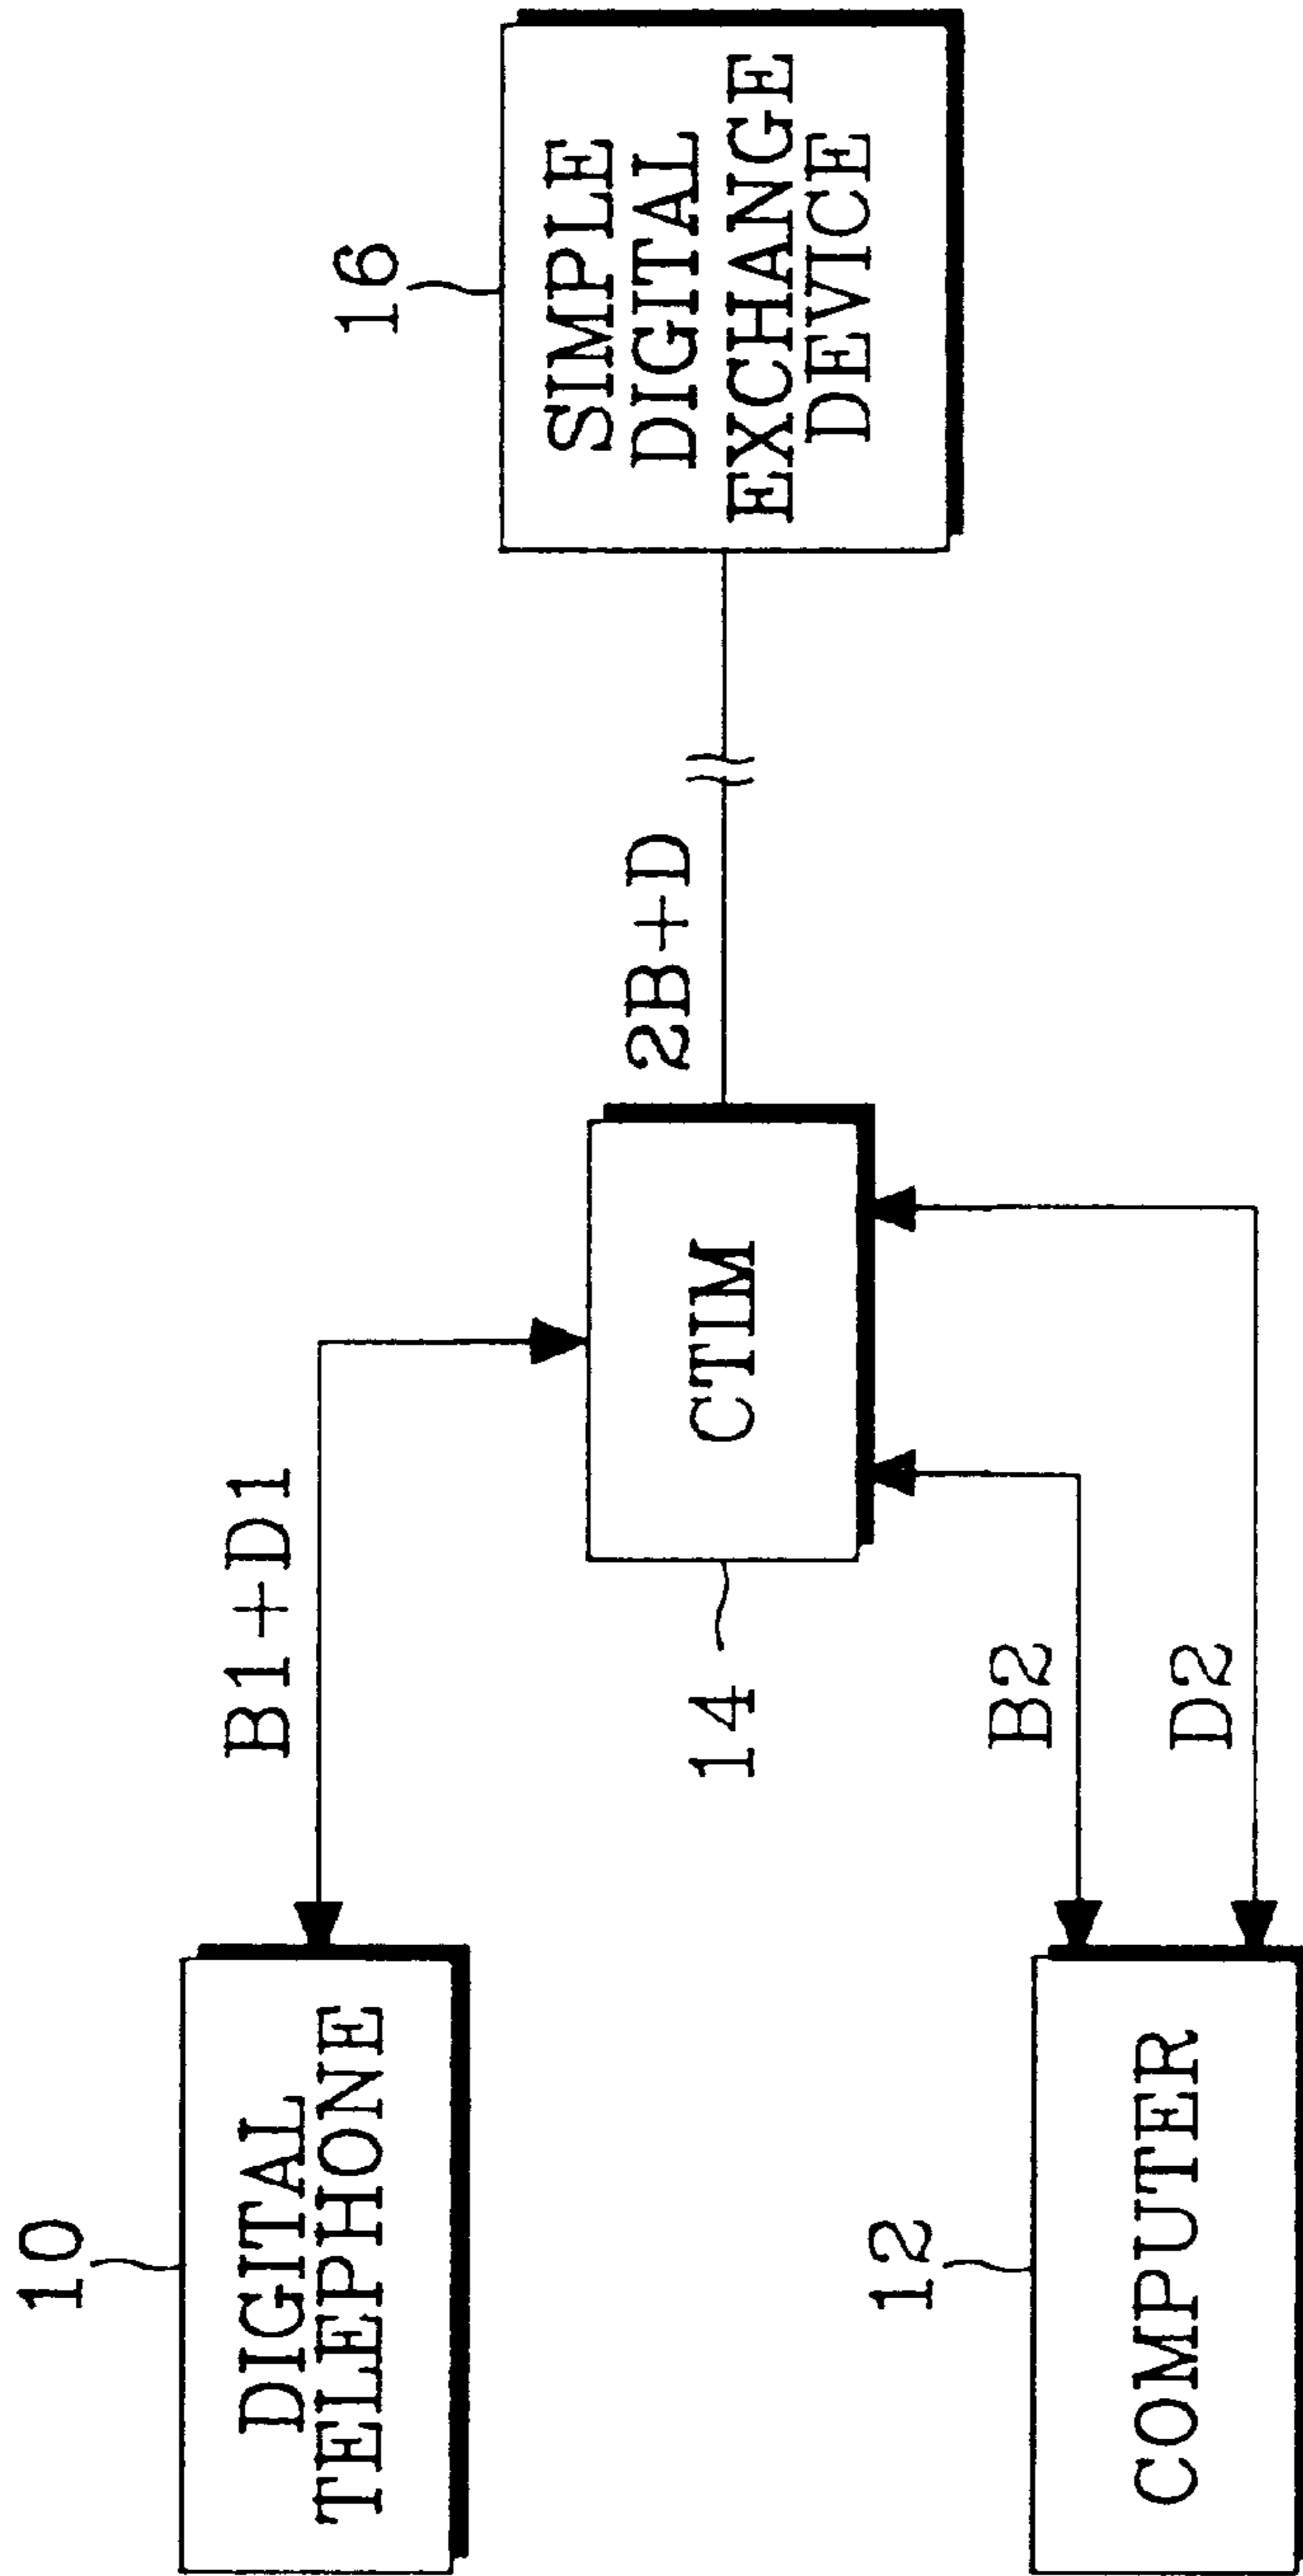 10
DIGITAL
TELEPHONE
B1+D1
16
SIMPLE
DIGITAL
EXCHANGE
DEVICE
2B+D
CTIM
14
12
COMPUTER
B2
D2